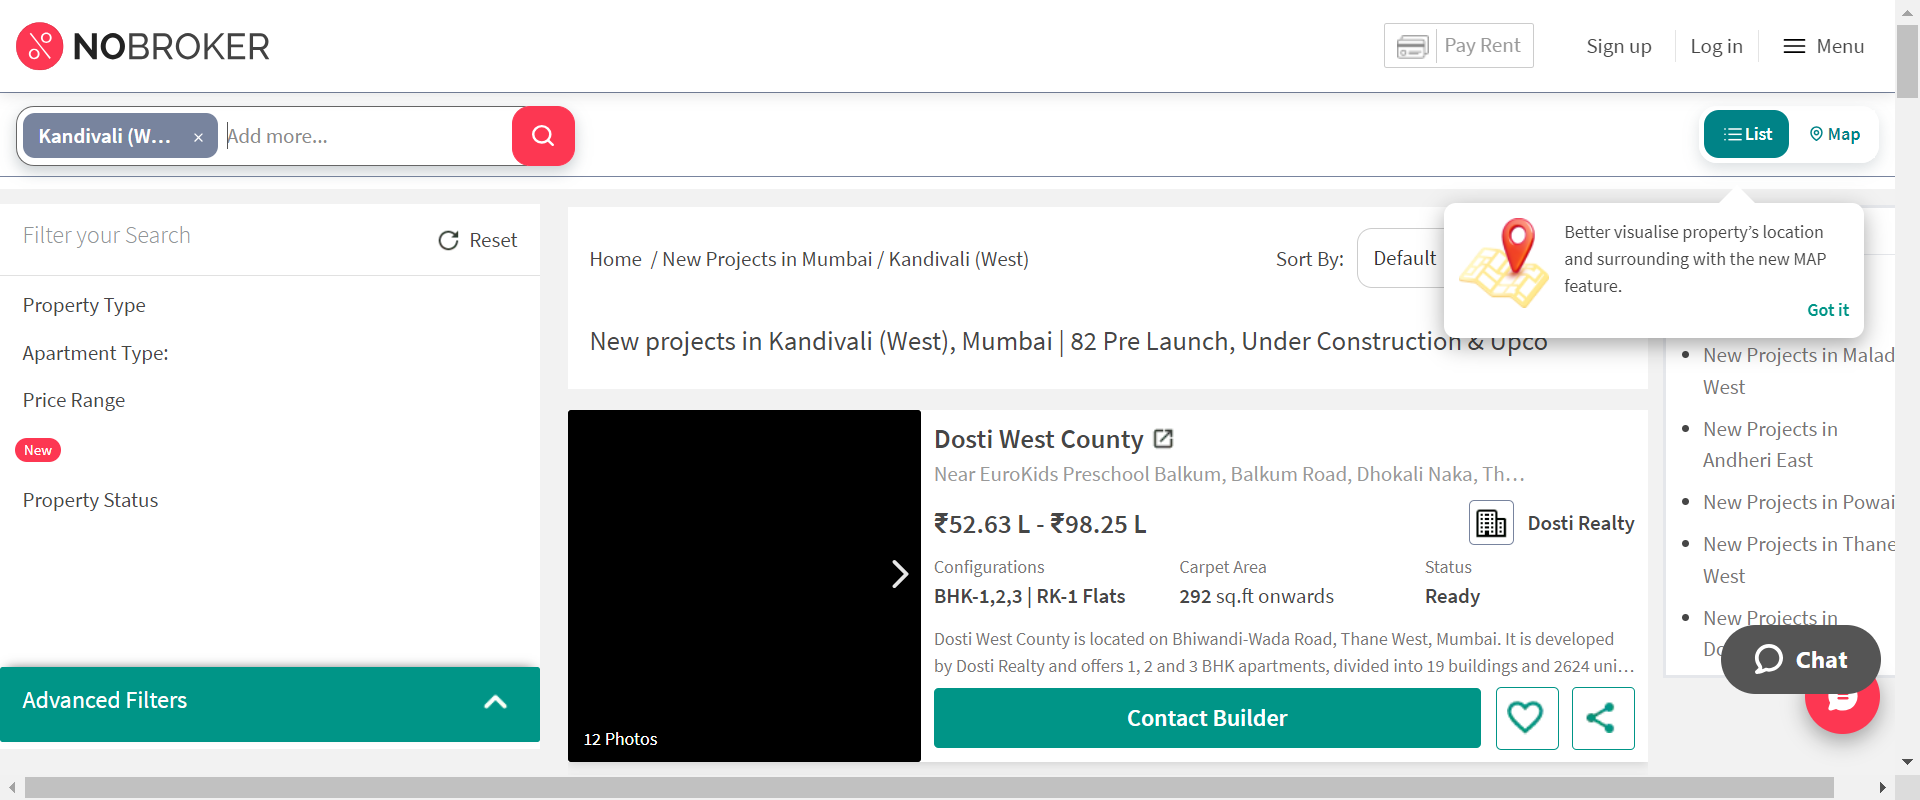 NOBROKER
Pay Rent
Sign up
Log in
Menu
Kandivali (W...
×
Add more...
List
Map
Filter your Search
Reset
Property Type
Apartment Type:
Price Range
New
Property Status
Advanced Filters
Home / New Projects in Mumbai / Kandivali (West)
Sort By:
Default
Better visualise property's location
and surrounding with the new MAP
feature.
Got it
New projects in Kandivali (West), Mumbai | 82 Pre Launch, Under Construction & Upco
12 Photos
Dosti West County
Near EuroKids Preschool Balkum, Balkum Road, Dhokali Naka, Th...
₹52.63 L - ₹98.25 L
Dosti Realty
Configurations
BHK-1,2,3 | RK-1 Flats
Carpet Area
292 sq.ft onwards
Status
Ready
Dosti West County is located on Bhiwandi-Wada Road, Thane West, Mumbai. It is developed
by Dosti Realty and offers 1, 2 and 3 BHK apartments, divided into 19 buildings and 2624 uni...
Contact Builder
New Projects in Malad
West
New Projects in
Andheri East
New Projects in Powai
New Projects in Thane
West
New Projects in
Chat